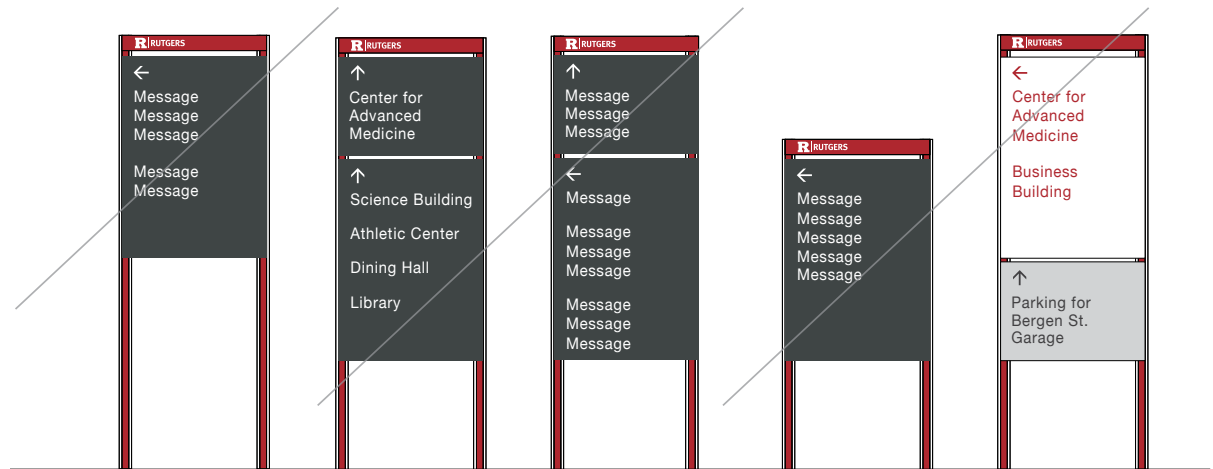 R RUTGERS
←
Message
Message
Message
Message
Message
R RUTGERS
↑
Center for
Advanced
Medicine
↑
Science Building
Athletic Center
Dining Hall
Library
R RUTGERS
↑
Message
Message
Message
←
Message
Message
Message
Message
Message
Message
Message
R RUTGERS
←
Message
Message
Message
Message
Message
R RUTGERS
←
Center for
Advanced
Medicine
Business
Building
↑
Parking for
Bergen St.
Garage